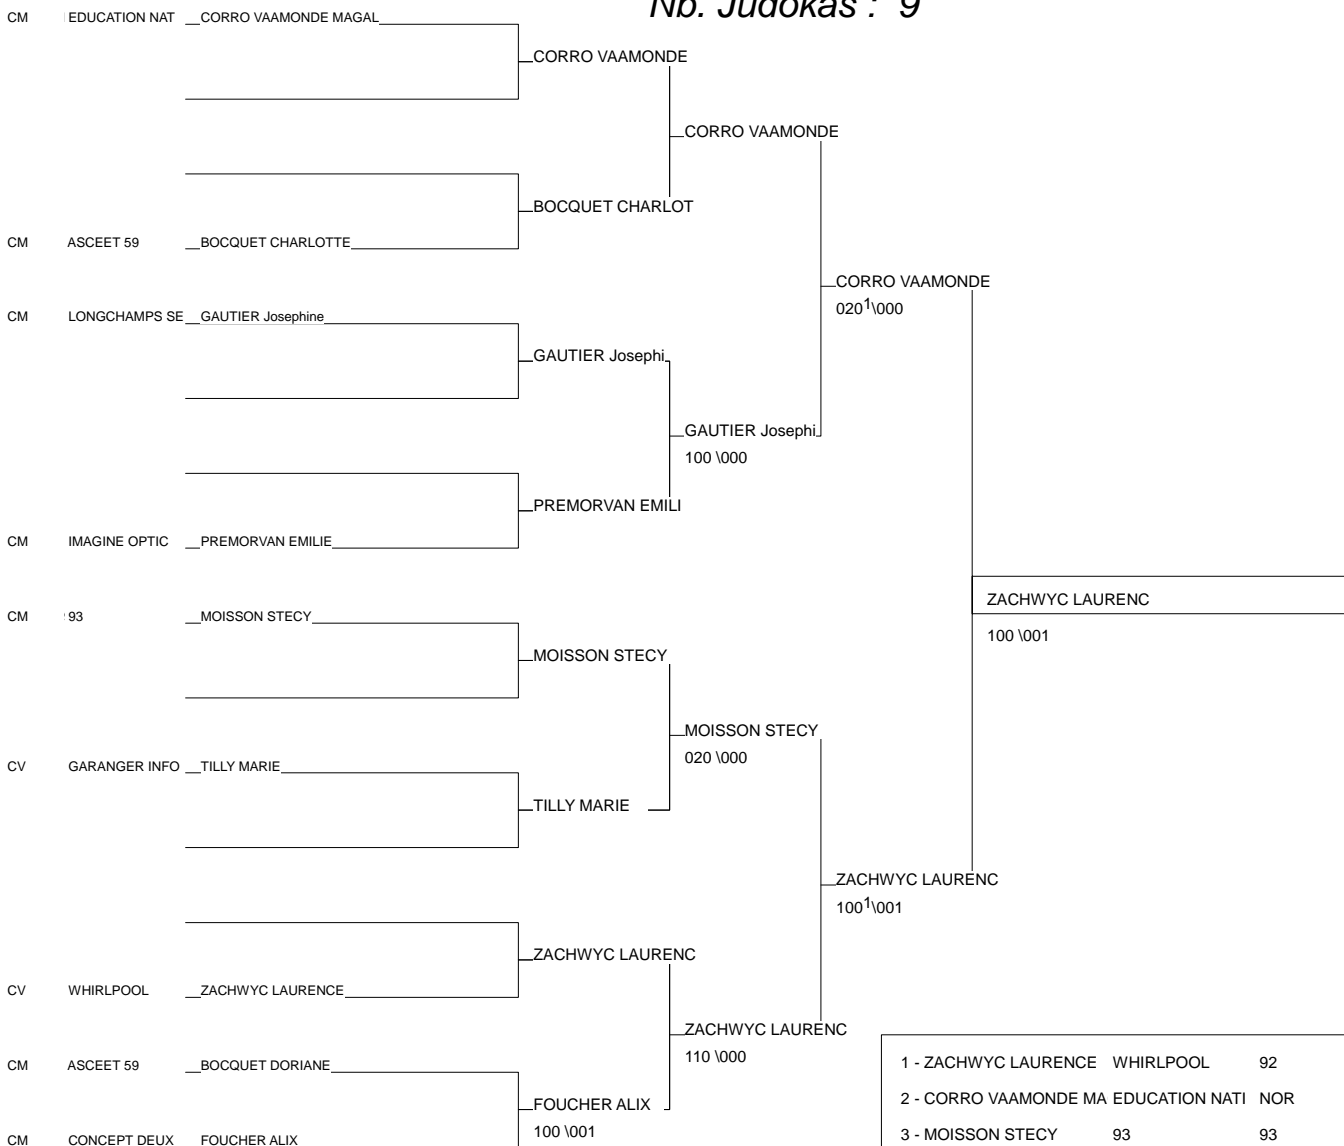 Nb. Judokas : 9
CM EDUCATION NAT CORRO VAAMONDE MAGAL
CORRO VAAMONDE
CORRO VAAMONDE
BOCQUET CHARLOT
CM ASCEET 59 BOCQUET CHARLOTTE
CORRO VAAMONDE
020 1\000
CM LONGCHAMPS SE GAUTIER Josephine
GAUTIER Josephi
GAUTIER Josephi
100 \000
PREMORVAN EMILI
CM IMAGINE OPTIC PREMORVAN EMILIE
ZACHWYC LAURENC
100 \001
CM 93 MOISSON STECY
MOISSON STECY
MOISSON STECY
020 \000
CV GARANGER INFO TILLY MARIE
TILLY MARIE
ZACHWYC LAURENC
100 1\001
ZACHWYC LAURENC
CV WHIRLPOOL ZACHWYC LAURENCE
ZACHWYC LAURENC
110 \000
CM ASCEET 59 BOCQUET DORIANE
FOUCHER ALIX
100 \001
CM CONCEPT DEUX FOUCHER ALIX
1 - ZACHWYC LAURENCE WHIRLPOOL 92
2 - CORRO VAAMONDE MA EDUCATION NATI NOR
3 - MOISSON STECY 93 93